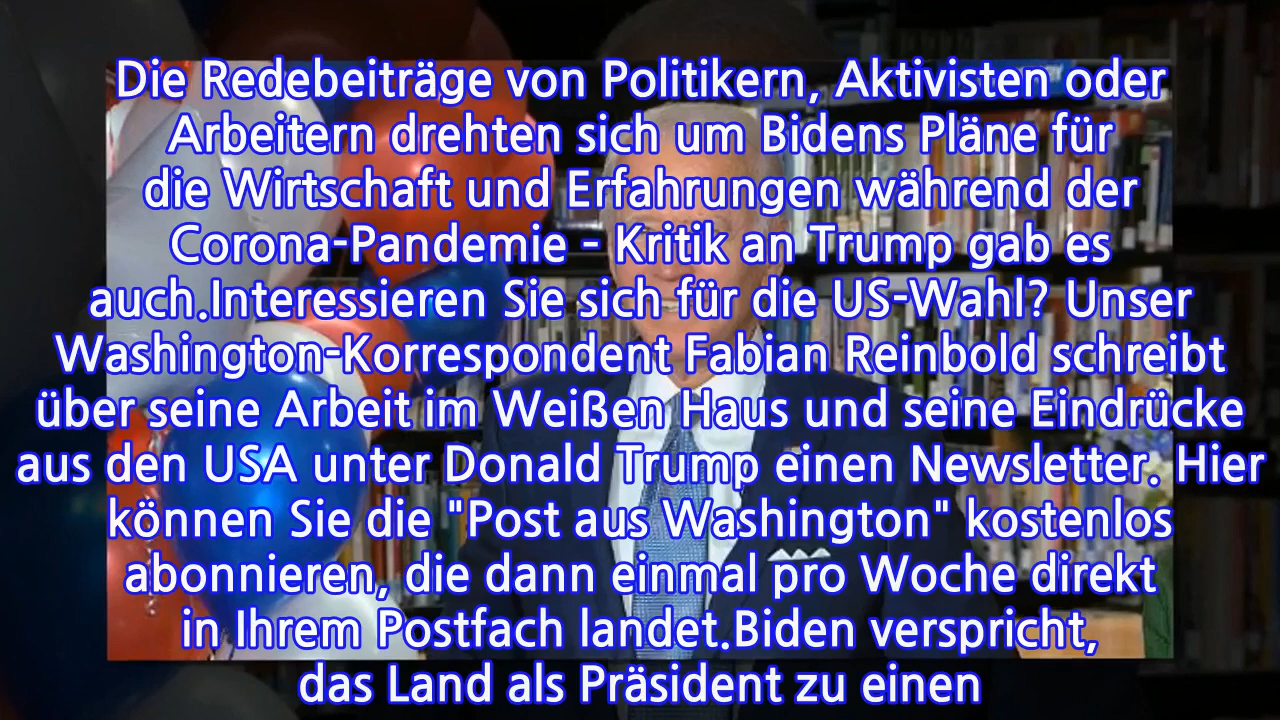 Die Redebeiträge von Politikern, Aktivisten oder
Arbeitern drehten sich um Bidens Pläne für
die Wirtschaft und Erfahrungen während der
Corona-Pandemie - Kritik an Trump gab es
auch.Interessieren Sie sich für die US-Wahl? Unser
Washington-Korrespondent Fabian Reinbold schreibt
über seine Arbeit im Weißen Haus und seine Eindrücke
aus den USA unter Donald Trump einen Newsletter. Hier
können Sie die "Post aus Washington" kostenlos
abonnieren, die dann einmal pro Woche direkt
in Ihrem Postfach landet.Biden verspricht,
das Land als Präsident zu einen